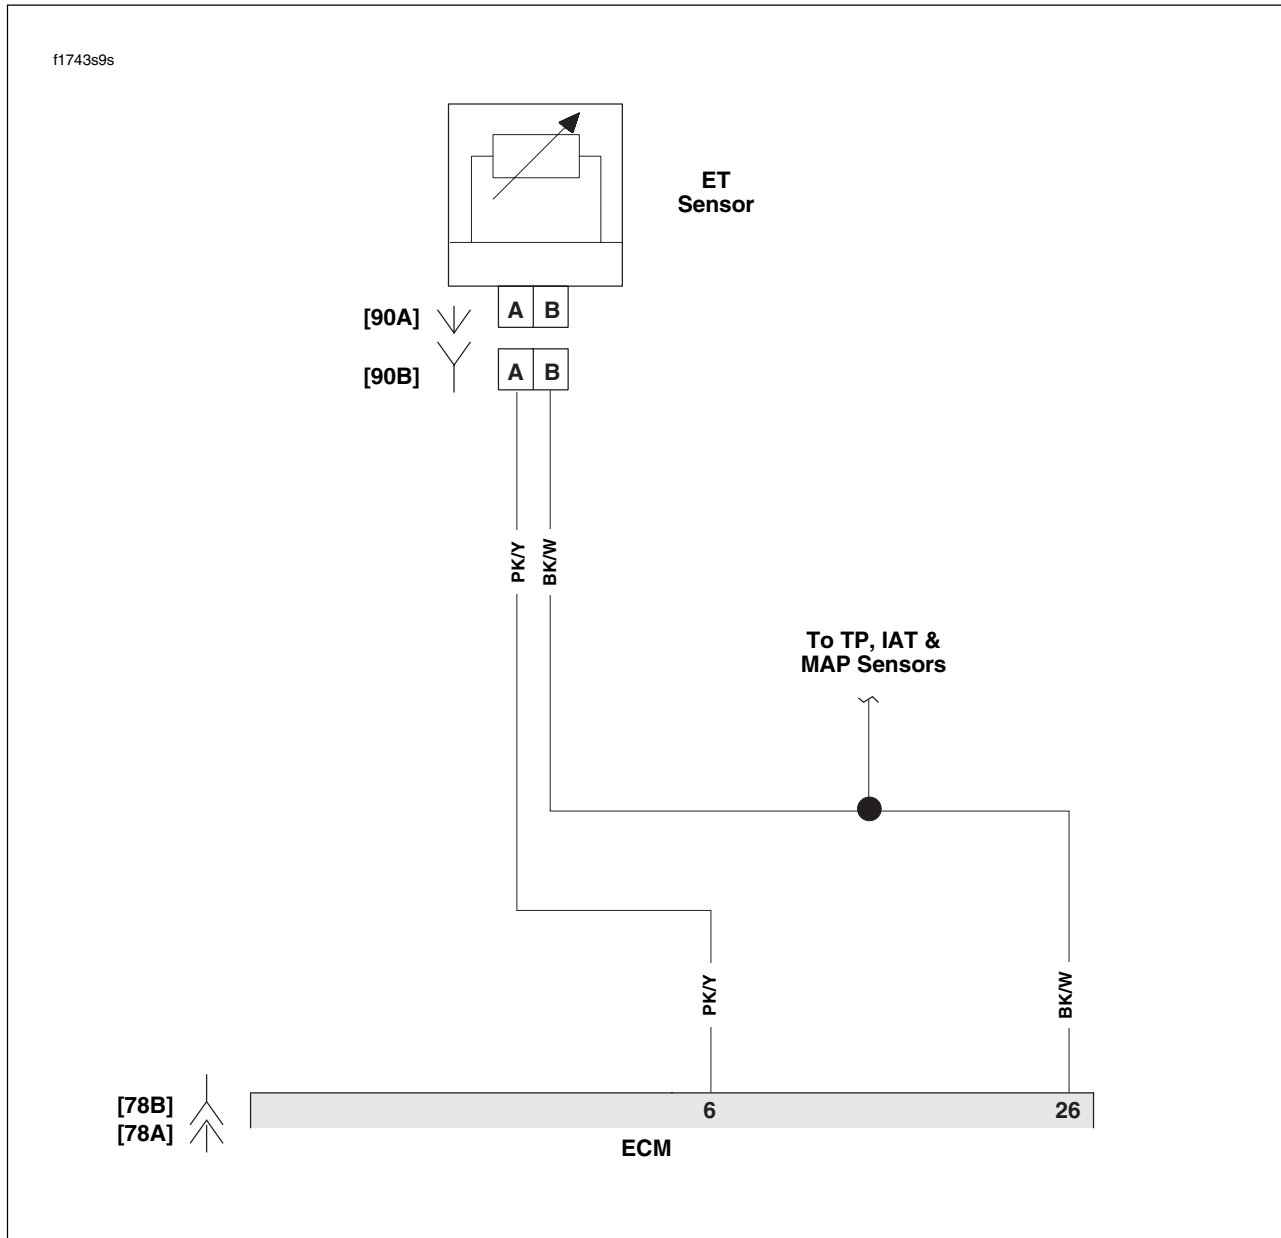 f1743s9s
ET
Sensor
[90A]
A B
[90B]
A B
PK/Y
BK/W
To TP, IAT &
MAP Sensors
PK/Y
BK/W
[78B]
[78A]
6
26
ECM